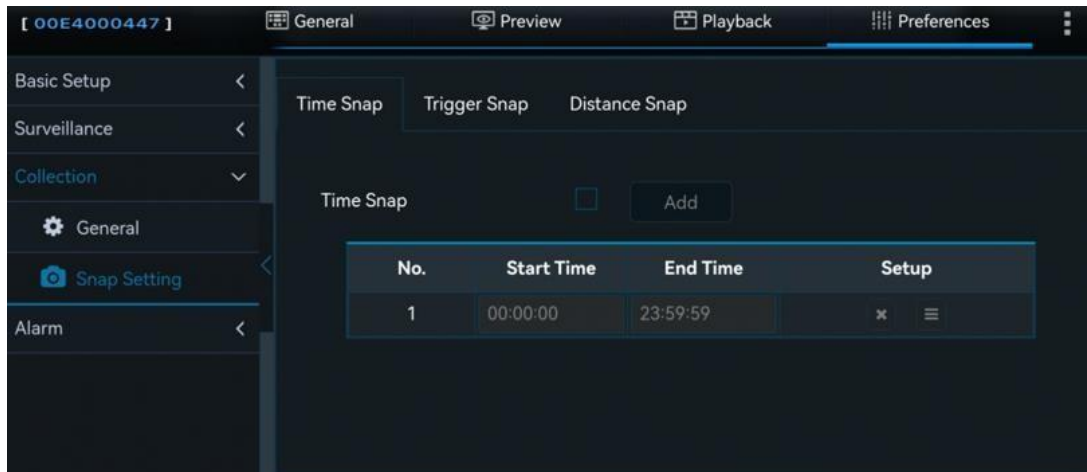 [ 00E4000447 ] General Preview Playback Preferences
Basic Setup
Surveillance
Collection
General
Snap Setting
Alarm
Time Snap Trigger Snap Distance Snap
Time Snap Add
No. Start Time End Time Setup
1 00:00:00 23:59:59